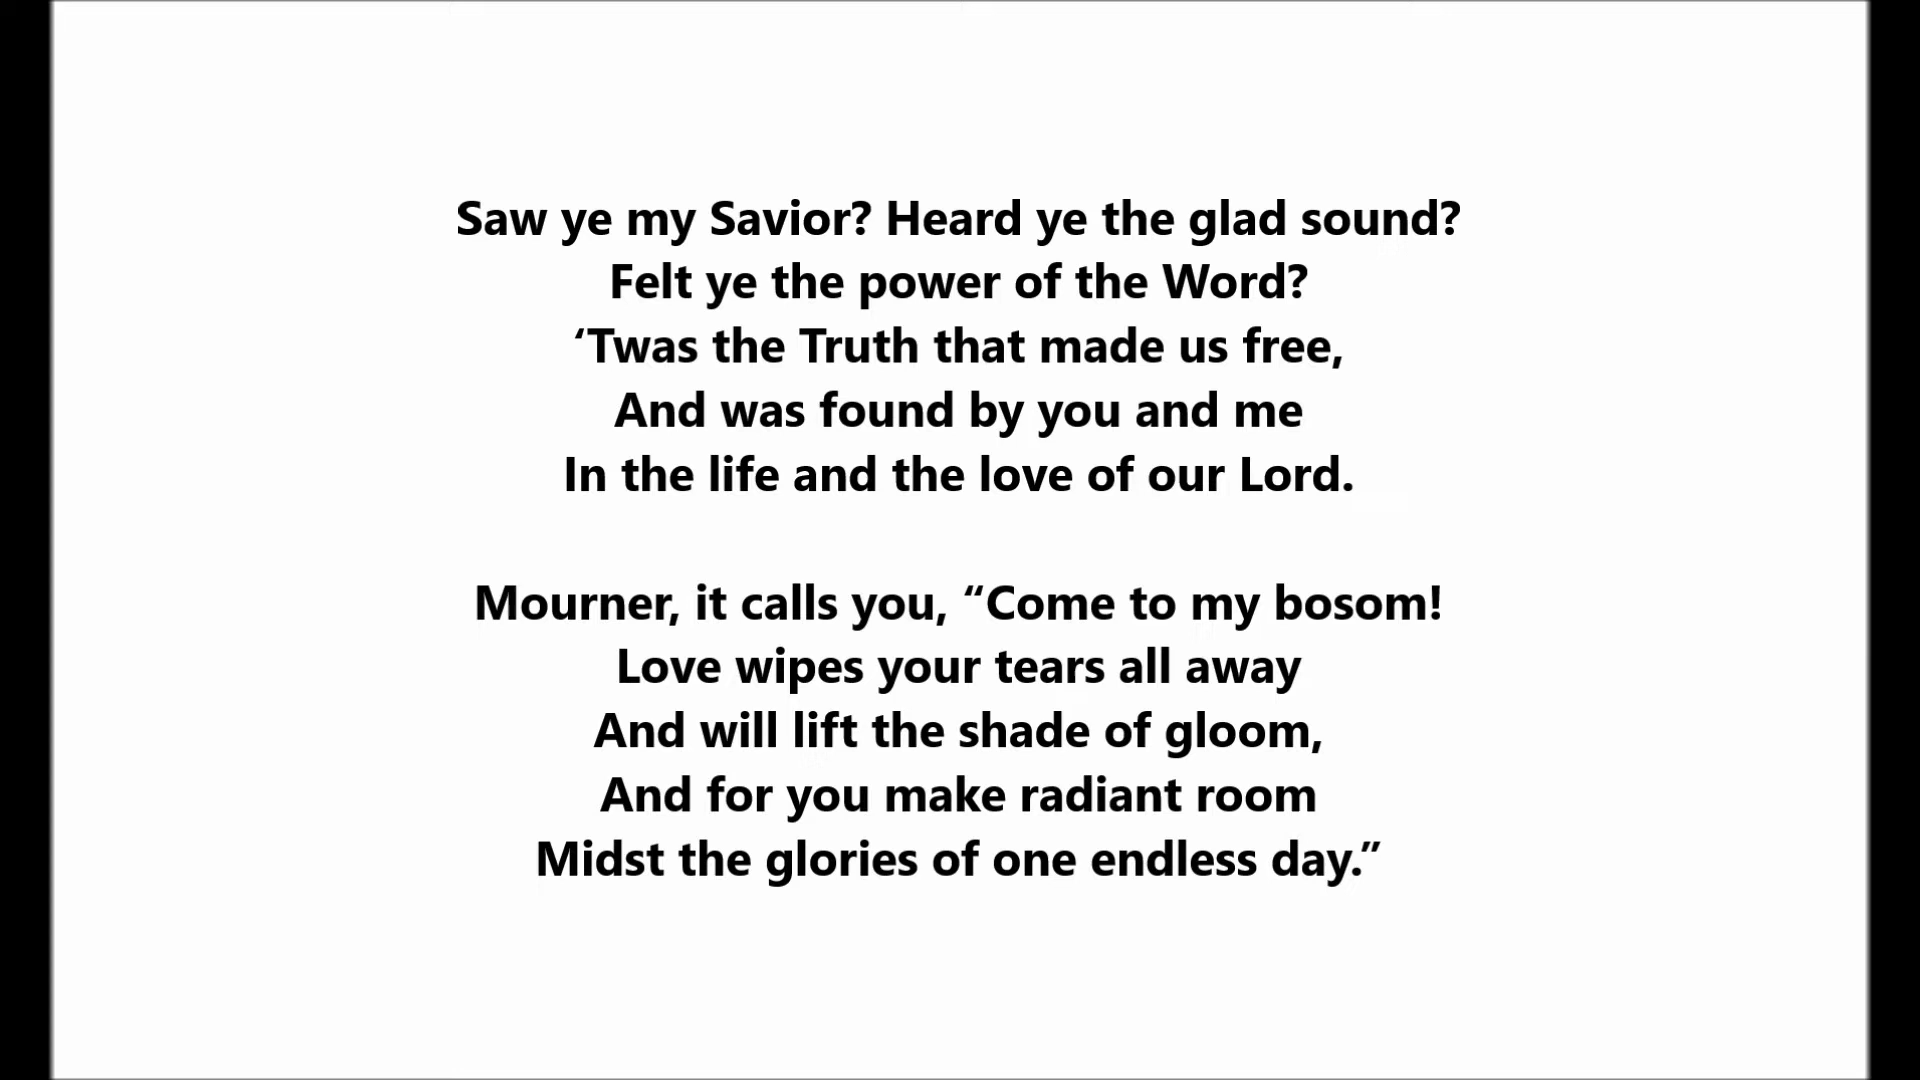 Saw ye my Savior? Heard ye the glad sound?
Felt ye the power of the Word?
‘Twas the Truth that made us free,
And was found by you and me
In the life and the love of our Lord.
Mourner, it calls you, “Come to my bosom!
Love wipes your tears all away
And will lift the shade of gloom,
And for you make radiant room
Midst the glories of one endless day.”